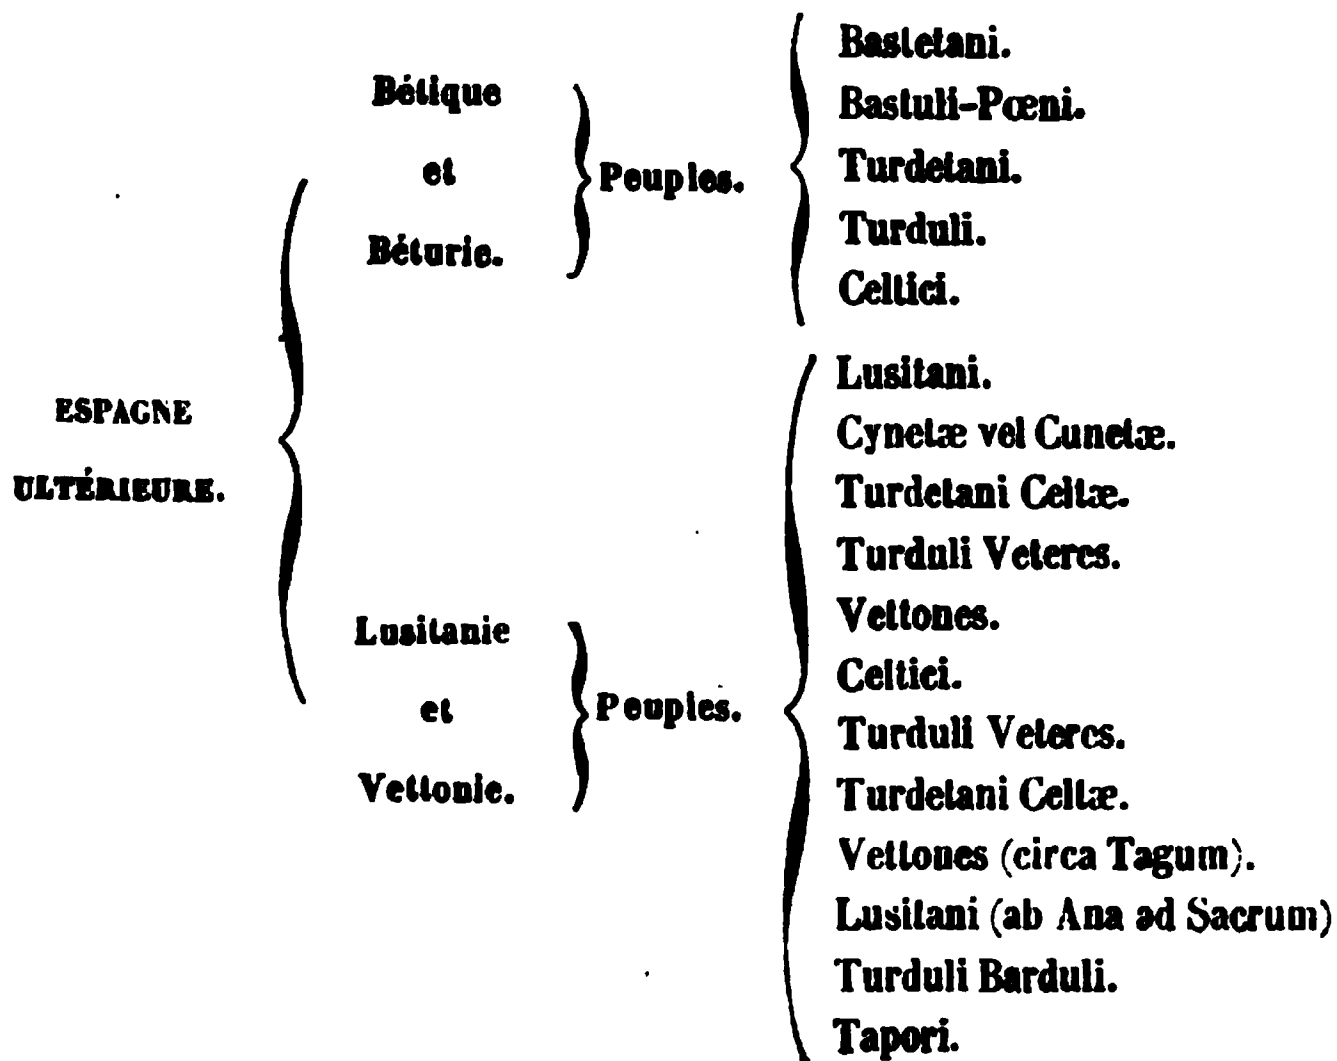 ESPAGNE
ULTÉRIEURE.
Bétique
et
Béturie.
Peuples.
Bastetani.
Bastuli-Pœni.
Turdetani.
Turduli.
Celtici.
Lusitanie
et
Vettonie.
Peuples.
Lusitani.
Cynetæ vel Cunetæ.
Turdetani Celtæ.
Turduli Veteres.
Vettones.
Celtici.
Turduli Veteres.
Turdetani Celtæ.
Vettones (circa Tagum).
Lusitani (ab Ana ad Sacrum)
Turduli Barduli.
Tapori.